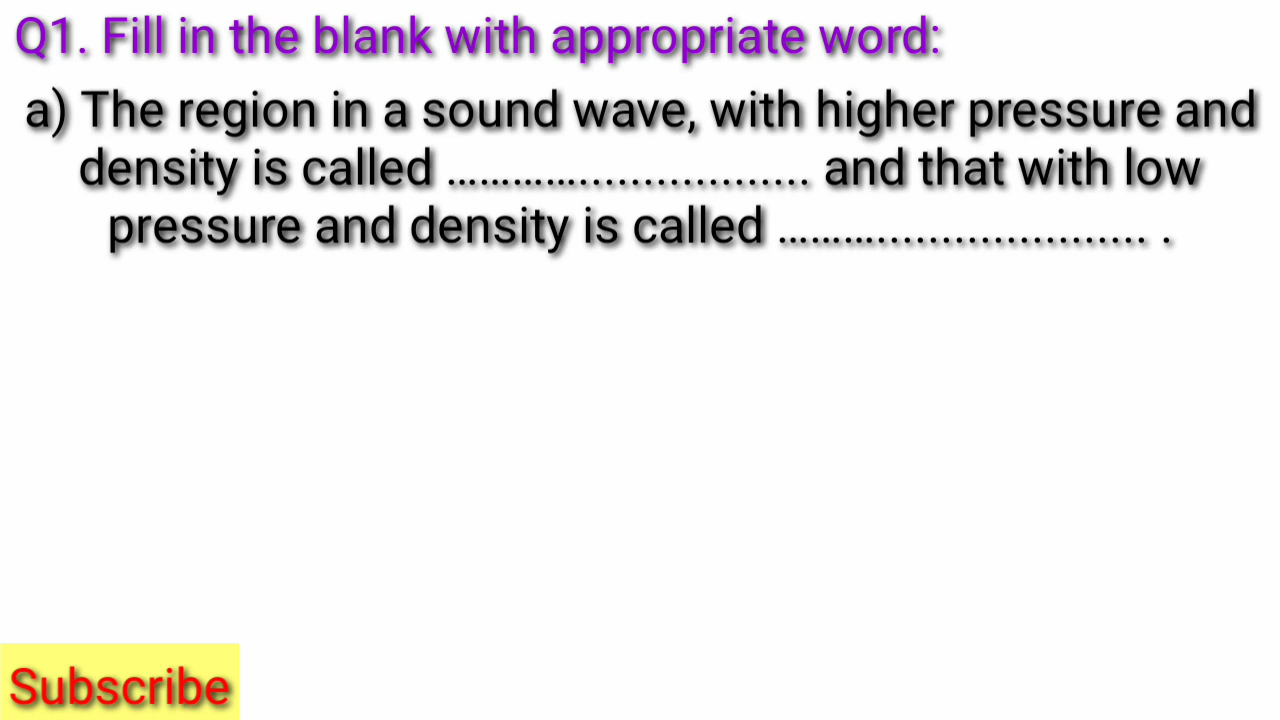 Q1. Fill in the blank with appropriate word:
a) The region in a sound wave, with higher pressure and
density is called ………….................. and that with low
pressure and density is called ………..................... .
Subscribe